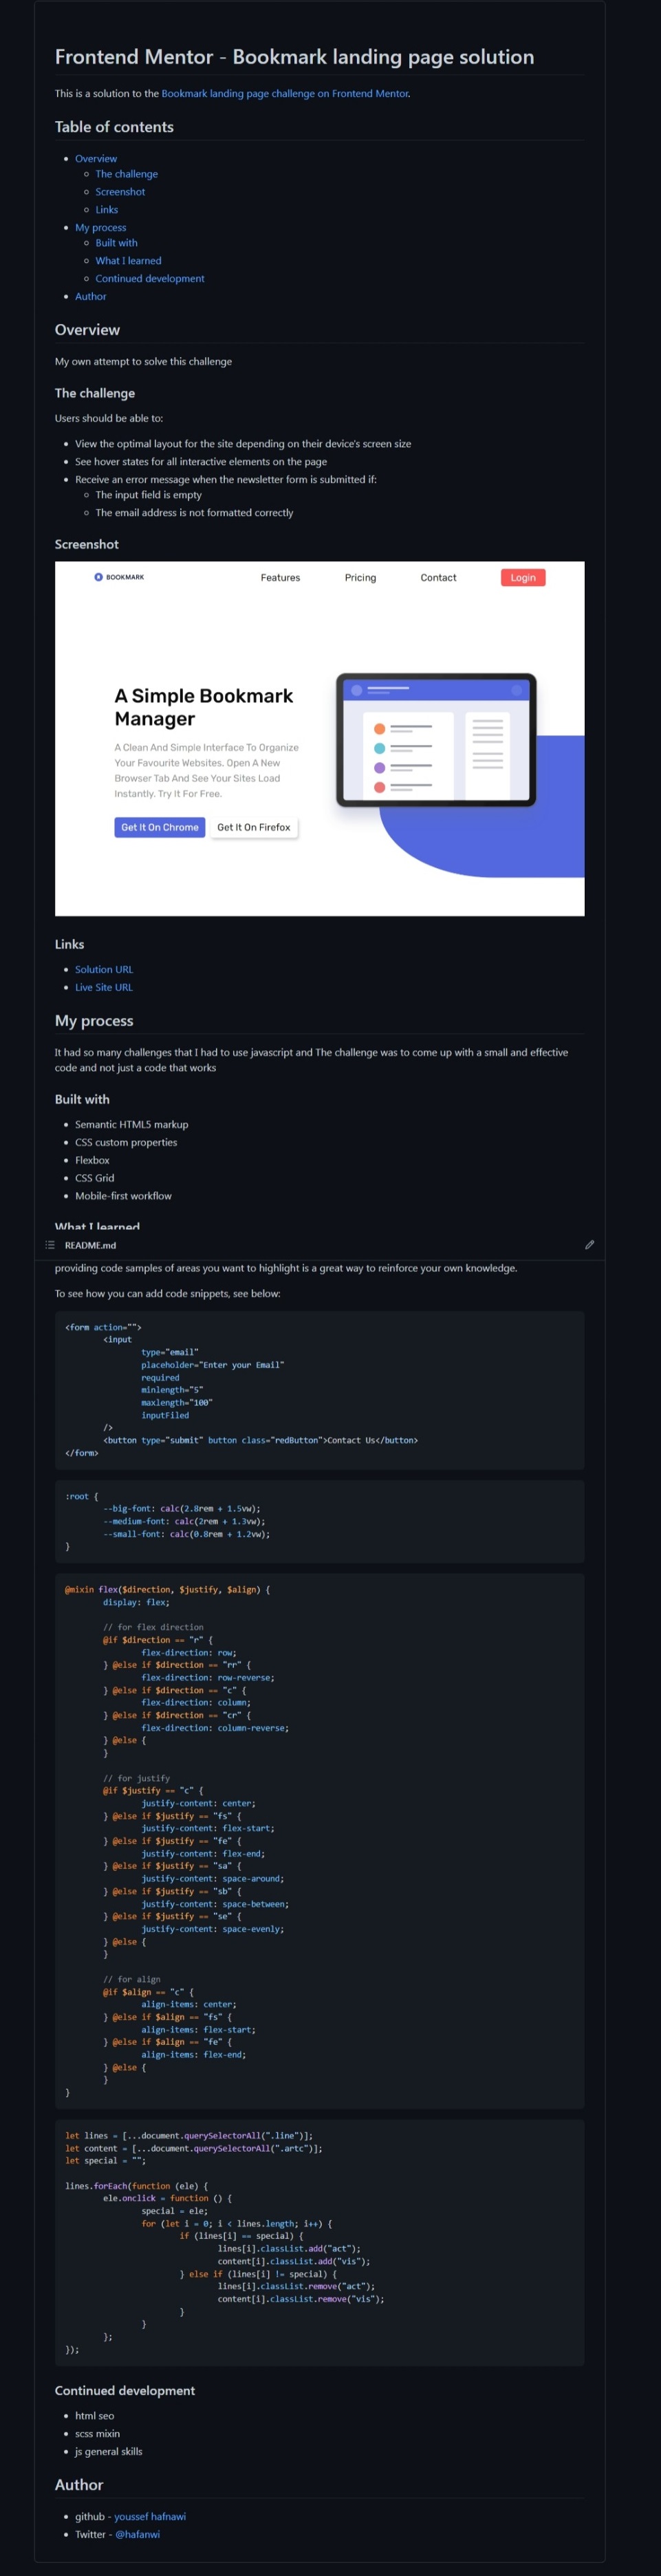 Frontend Mentor - Bookmark landing page solution
This is a solution to the Bookmark landing page challenge on Frontend Mentor.
Table of contents
Overview
The challenge
Screenshot
Links
My process
Built with
What I learned
Continued development
Author
Overview
My own attempt to solve this challenge
The challenge
Users should be able to:
View the optimal layout for the site depending on their device's screen size
See hover states for all interactive elements on the page
Receive an error message when the newsletter form is submitted if:
The input field is empty
The email address is not formatted correctly
Screenshot
BOOKMARK
Features
Pricing
Contact
Login
A Simple Bookmark
Manager
A Clean And Simple Interface To Organize
Your Favourite Websites. Open A New
Browser Tab And See Your Sites Load
Instantly. Try It For Free.
Get It On Chrome
Get It On Firefox
Links
Solution URL
Live Site URL
My process
It had so many challenges that I had to use javascript and The challenge was to come up with a small and effective
code and not just a code that works
Built with
Semantic HTML5 markup
CSS custom properties
Flexbox
CSS Grid
Mobile-first workflow
What I learned
README.md
providing code samples of areas you want to highlight is a great way to reinforce your own knowledge.
To see how you can add code snippets, see below:
<form action="">
<input
type="email"
placeholder="Enter your Email"
required
minlength="5"
maxlength="100"
inputFiled
/>
<button type="submit" button class="redButton">Contact Us</button>
</form>
:root {
--big-font: calc(2.8rem + 1.5vw);
--medium-font: calc(2rem + 1.3vw);
--small-font: calc(0.8rem + 1.2vw);
}
@mixin flex($direction, $justify, $align) {
display: flex;
// for flex direction
@if $direction == "r" {
flex-direction: row;
} @else if $direction == "rr" {
flex-direction: row-reverse;
} @else if $direction == "c" {
flex-direction: column;
} @else if $direction == "cr" {
flex-direction: column-reverse;
} @else {
}
// for justify
@if $justify == "c" {
justify-content: center;
} @else if $justify == "fs" {
justify-content: flex-start;
} @else if $justify == "fe" {
justify-content: flex-end;
} @else if $justify == "sa" {
justify-content: space-around;
} @else if $justify == "sb" {
justify-content: space-between;
} @else if $justify == "se" {
justify-content: space-evenly;
} @else {
}
// for align
@if $align == "c" {
align-items: center;
} @else if $align == "fs" {
align-items: flex-start;
} @else if $align == "fe" {
align-items: flex-end;
} @else {
}
}
let lines = [...document.querySelectorAll(".line")];
let content = [...document.querySelectorAll(".artc")];
let special = "";
lines.forEach(function (ele) {
ele.onclick = function () {
special = ele;
for (let i = 0; i < lines.length; i++) {
if (lines[i] == special) {
lines[i].classList.add("act");
content[i].classList.add("vis");
} else if (lines[i] != special) {
lines[i].classList.remove("act");
content[i].classList.remove("vis");
}
}
};
});
Continued development
html seo
scss mixin
js general skills
Author
github - youssef hafnawi
Twitter - @hafanwi